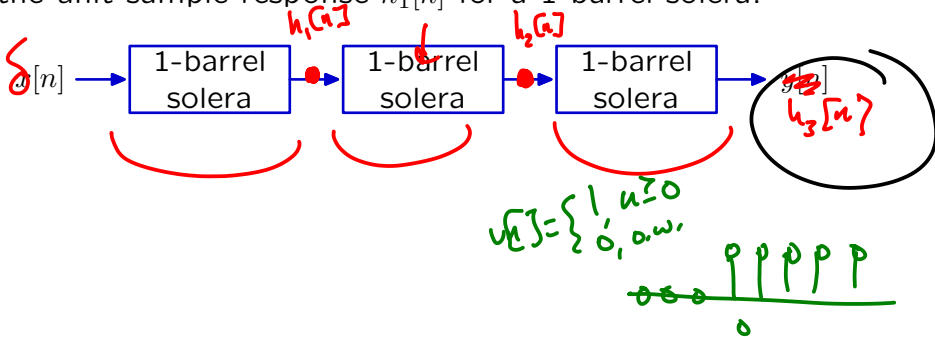 the unit sample response h₁[n] for a 1-barrel solera.
h₁[n] h₂[n]
δ[n] 1-barrel solera 1-barrel solera 1-barrel solera y[n]
h₃[n]
u[n]={1, n≥0
0, o.w.
0